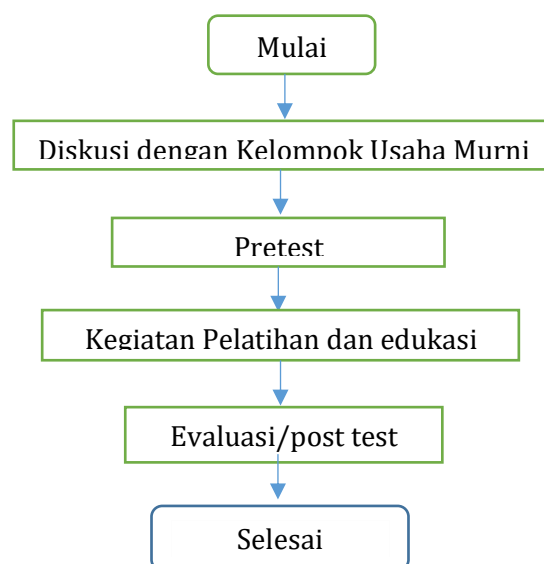 Mulai
Diskusi dengan Kelompok Usaha Murni
Pretest
Kegiatan Pelatihan dan edukasi
Evaluasi/post test
Selesai